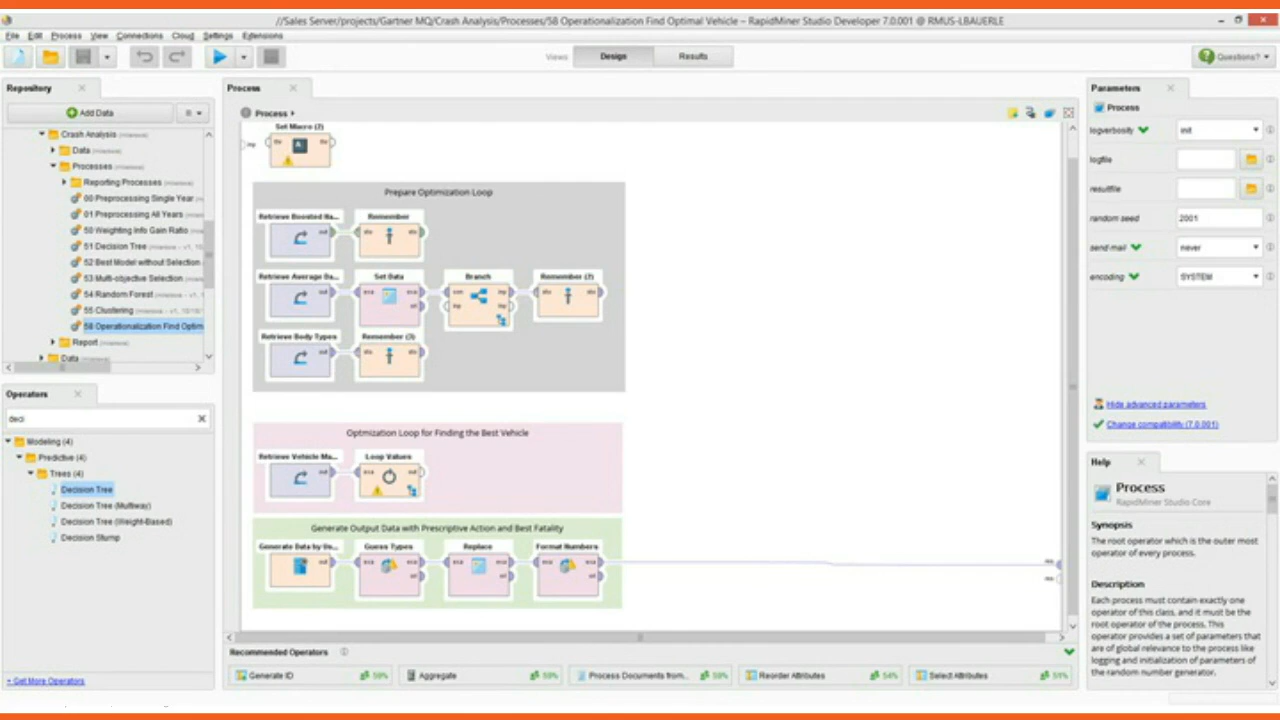 //Sales Server/projects/Gartner MQ/Crash Analysis/Processes/58 Operationalization Find Optimal Vehicle – RapidMiner Studio Developer 7.0.001 @ RMUS-LBAUERLE
File Edit Process View Connections Cloud Settings Extensions
Views Design Results Questions?
Repository
Add Data
Crash Analysis
Data
Processes
Reporting Processes
00 Preprocessing Single Year
01 Preprocessing All Years
50 Weighting Info Gain Ratio
51 Decision Tree
52 Best Model without Selection
53 Multi-objective Selection
54 Random Forest
55 Clustering
58 Operationalization Find Optim
Report
Data
Operators
deci
Modeling (4)
Predictive (4)
Trees (4)
Decision Tree
Decision Tree (Multiway)
Decision Tree (Weight-Based)
Decision Stump
Get More Operators
Process
Process
Set Macro (2)
Prepare Optimization Loop
Retrieve Boosted Na... Remember
Retrieve Average Da... Set Data Branch Remember (2)
Retrieve Body Types Remember (3)
Optmization Loop for Finding the Best Vehicle
Retrieve Vehicle Ma... Loop Values
Generate Output Data with Prescriptive Action and Best Fatality
Generate Data by Us... Guess Types Replace Format Numbers
Recommended Operators
Generate ID 59% Aggregate 59% Process Documents from... 58% Reorder Attributes 54% Select Attributes 51%
Parameters
Process
logverbosity init
logfile
resultfile
random seed 2001
send mail never
encoding SYSTEM
Hide advanced parameters
Change compatibility (7.0.001)
Help
Process
RapidMiner Studio Core
Synopsis
The root operator which is the outer most
operator of every process.
Description
Each process must contain exactly one
operator of this class, and it must be the
root operator of the process. This
operator provides a set of parameters that
are of global relevance to the process like
logging and initialization of parameters of
the random number generator.